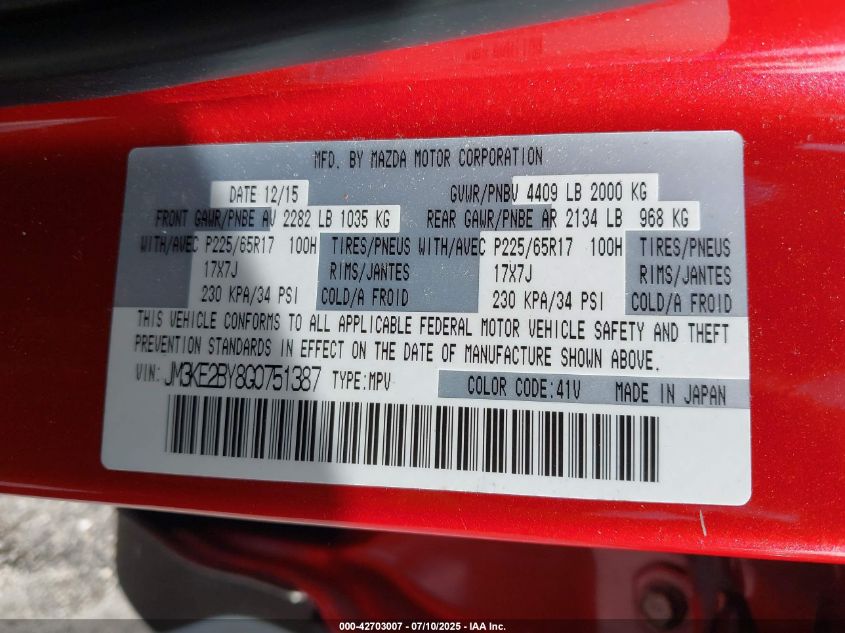 MFD. BY MAZDA MOTOR CORPORATION
DATE 12/15 GVWR/PNBV 4409 LB 2000 KG
FRONT GAWR/PNBE AV 2282 LB 1035 KG REAR GAWR/PNBE AR 2134 LB 968 KG
WITH/AVEC P225/65R17 100H TIRES/PNEUS WITH/AVEC P225/65R17 100H TIRES/PNEUS
17X7J RIMS/JANTES 17X7J RIMS/JANTES
230 KPA/34 PSI COLD/A FROID 230 KPA/34 PSI COLD/A FROID
THIS VEHICLE CONFORMS TO ALL APPLICABLE FEDERAL MOTOR VEHICLE SAFETY AND THEFT
PREVENTION STANDARDS IN EFFECT ON THE DATE OF MANUFACTURE SHOWN ABOVE.
VIN: JM3KE2BY8G0751387 TYPE:MPV COLOR CODE:41V MADE IN JAPAN
000-42703007 - 07/10/2025 - IAA Inc.